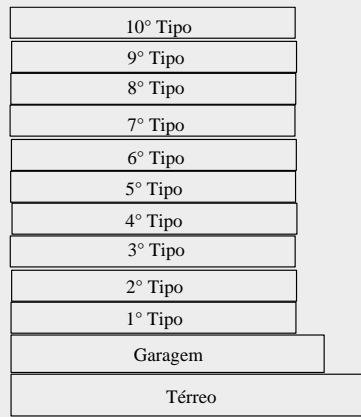 10° Tipo
9° Tipo
8° Tipo
7° Tipo
6° Tipo
5° Tipo
4° Tipo
3° Tipo
2° Tipo
1° Tipo
Garagem
Térreo